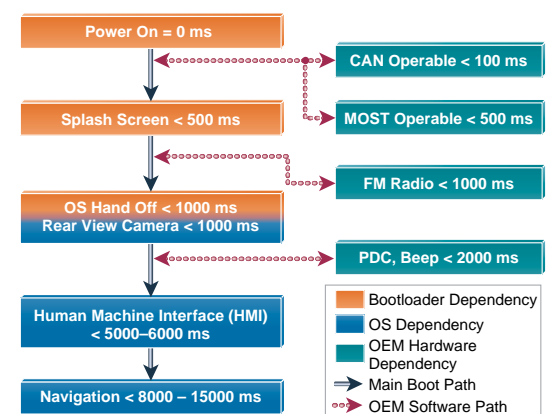 Power On = 0 ms
CAN Operable < 100 ms
Splash Screen < 500 ms
MOST Operable < 500 ms
FM Radio < 1000 ms
OS Hand Off < 1000 ms
Rear View Camera < 1000 ms
PDC, Beep < 2000 ms
Human Machine Interface (HMI)
< 5000–6000 ms
Navigation < 8000 – 15000 ms
Bootloader Dependency
OS Dependency
OEM Hardware
Dependency
Main Boot Path
OEM Software Path